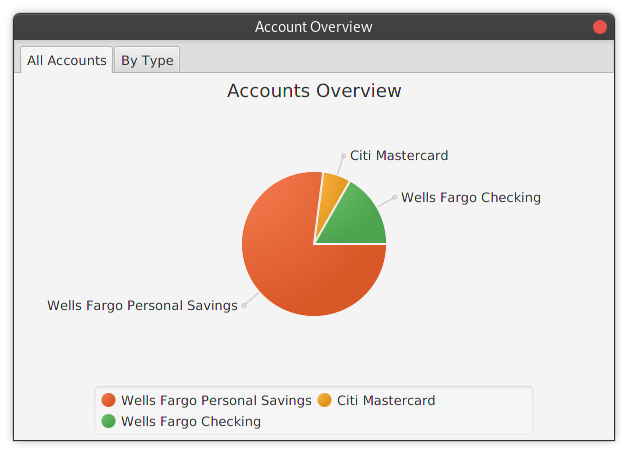 Account Overview
All Accounts
By Type
Accounts Overview
Citi Mastercard
Wells Fargo Checking
Wells Fargo Personal Savings
Wells Fargo Personal Savings Citi Mastercard
Wells Fargo Checking